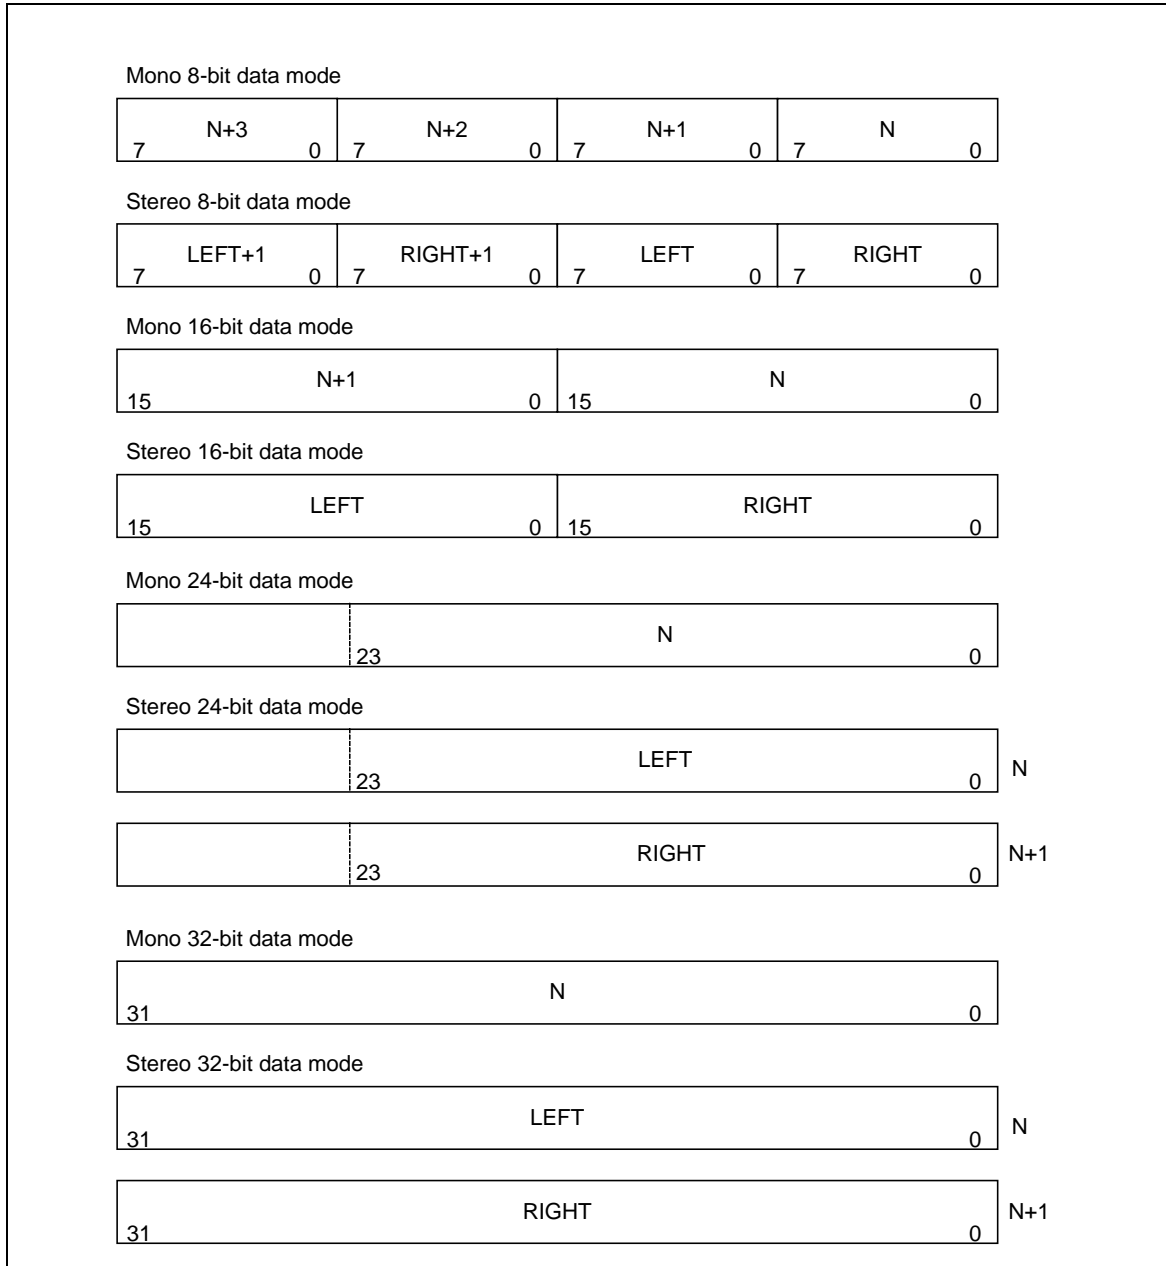 Mono 8-bit data mode
N+3 N+2 N+1 N
7 0 7 0 7 0 7 0
Stereo 8-bit data mode
LEFT+1 RIGHT+1 LEFT RIGHT
7 0 7 0 7 0 7 0
Mono 16-bit data mode
N+1 N
15 0 15 0
Stereo 16-bit data mode
LEFT RIGHT
15 0 15 0
Mono 24-bit data mode
N
23 0
Stereo 24-bit data mode
LEFT
23 0 N
RIGHT
23 0 N+1
Mono 32-bit data mode
N
31 0
Stereo 32-bit data mode
LEFT
31 0 N
RIGHT
31 0 N+1